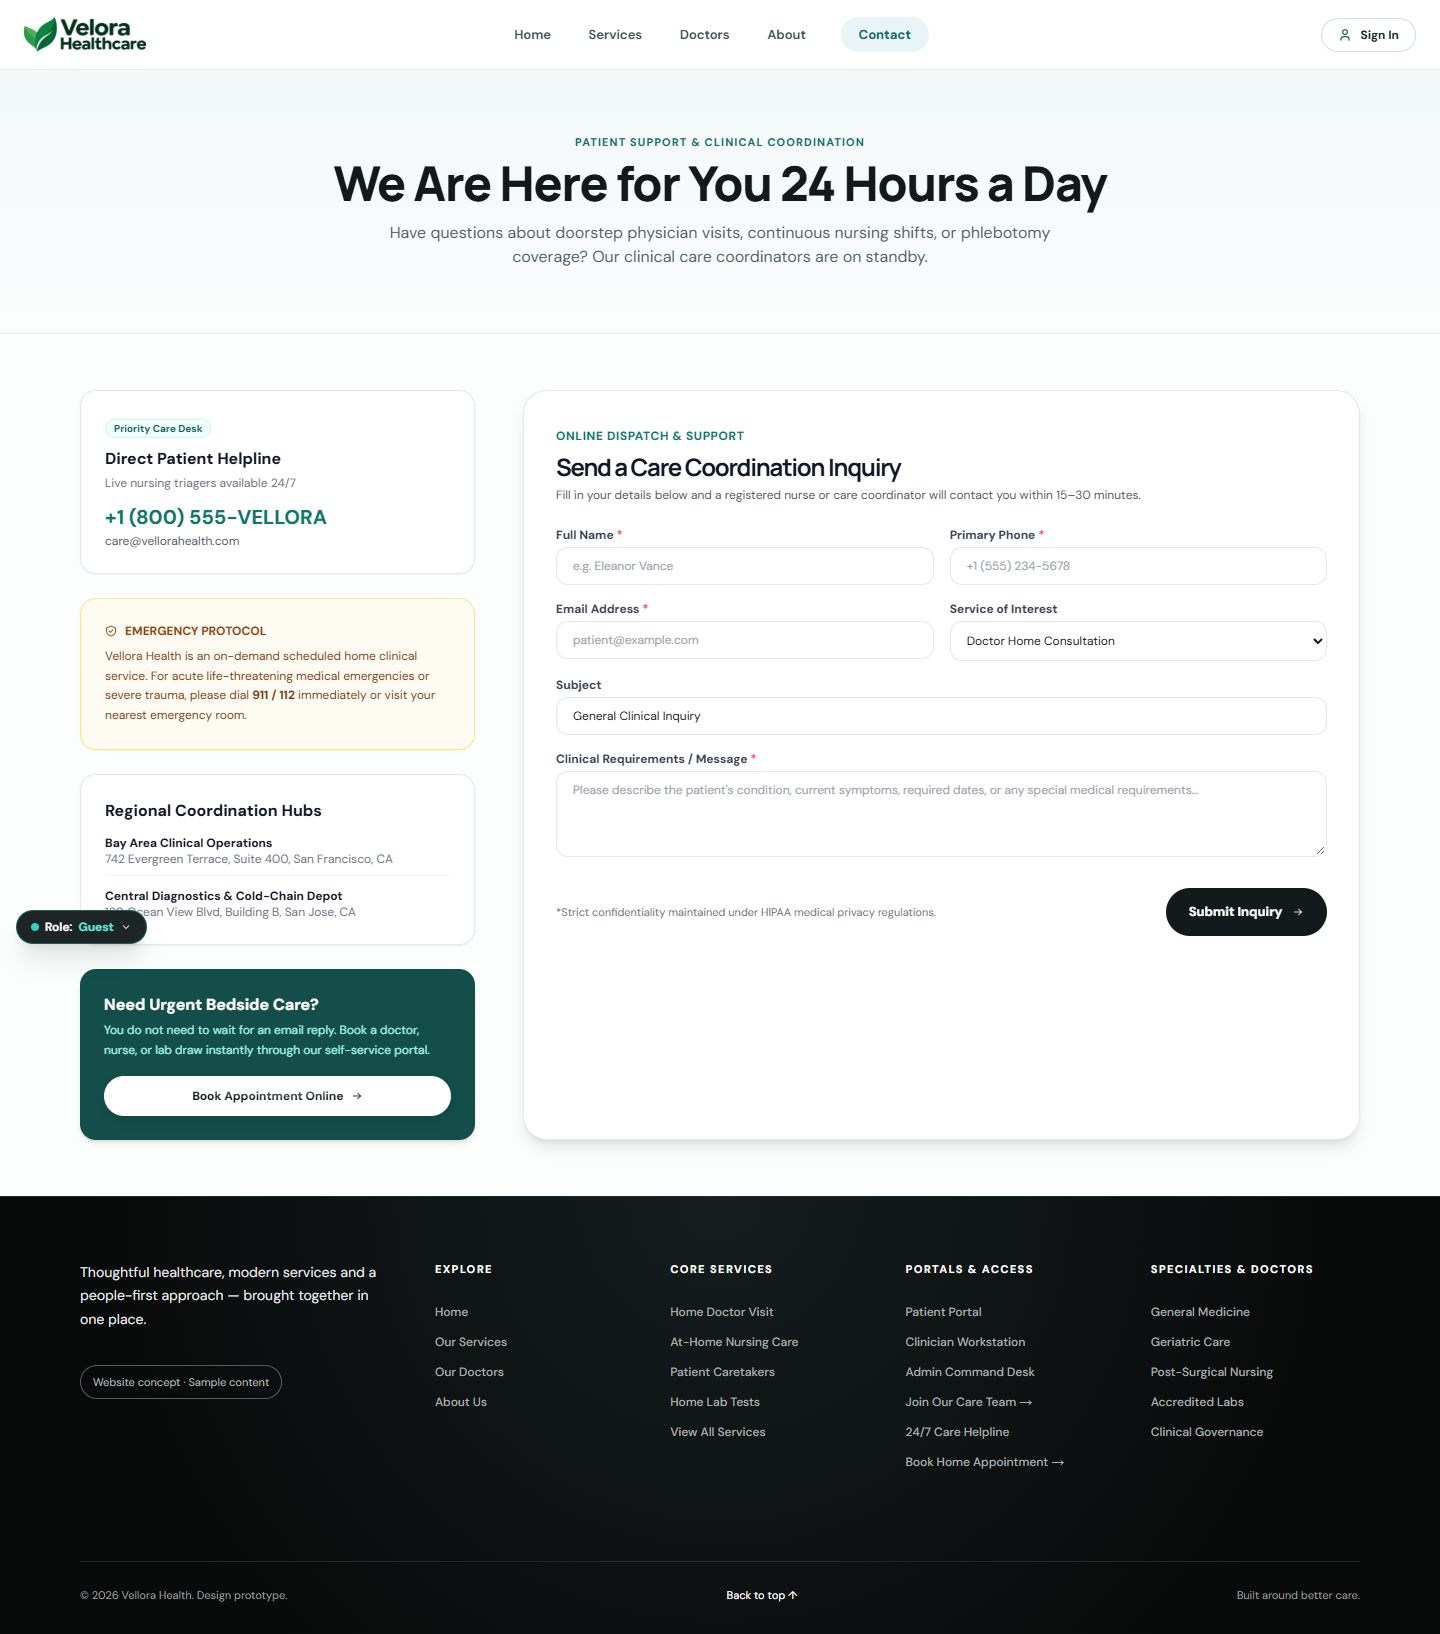 Velora
Healthcare
Home
Services
Doctors
About
Contact
Sign In
PATIENT SUPPORT & CLINICAL COORDINATION
We Are Here for You 24 Hours a Day
Have questions about doorstep physician visits, continuous nursing shifts, or phlebotomy
coverage? Our clinical care coordinators are on standby.
Priority Care Desk
Direct Patient Helpline
Live nursing triagers available 24/7
+1 (800) 555-VELLORA
care@vellorahealth.com
EMERGENCY PROTOCOL
Vellora Health is an on-demand scheduled home clinical
service. For acute life-threatening medical emergencies or
severe trauma, please dial 911 / 112 immediately or visit your
nearest emergency room.
Regional Coordination Hubs
Bay Area Clinical Operations
742 Evergreen Terrace, Suite 400, San Francisco, CA
Central Diagnostics & Cold-Chain Depot
Ocean View Blvd, Building B, San Jose, CA
Role: Guest
Need Urgent Bedside Care?
You do not need to wait for an email reply. Book a doctor,
nurse, or lab draw instantly through our self-service portal.
Book Appointment Online →
ONLINE DISPATCH & SUPPORT
Send a Care Coordination Inquiry
Fill in your details below and a registered nurse or care coordinator will contact you within 15–30 minutes.
Full Name *
e.g. Eleanor Vance
Primary Phone *
+1 (555) 234-5678
Email Address *
patient@example.com
Service of Interest
Doctor Home Consultation
Subject
General Clinical Inquiry
Clinical Requirements / Message *
Please describe the patient's condition, current symptoms, required dates, or any special medical requirements...
*Strict confidentiality maintained under HIPAA medical privacy regulations.
Submit Inquiry →
Thoughtful healthcare, modern services and a
people-first approach — brought together in
one place.
Website concept · Sample content
EXPLORE
Home
Our Services
Our Doctors
About Us
CORE SERVICES
Home Doctor Visit
At-Home Nursing Care
Patient Caretakers
Home Lab Tests
View All Services
PORTALS & ACCESS
Patient Portal
Clinician Workstation
Admin Command Desk
Join Our Care Team →
24/7 Care Helpline
Book Home Appointment →
SPECIALTIES & DOCTORS
General Medicine
Geriatric Care
Post-Surgical Nursing
Accredited Labs
Clinical Governance
© 2026 Vellora Health. Design prototype.
Back to top ↑
Built around better care.